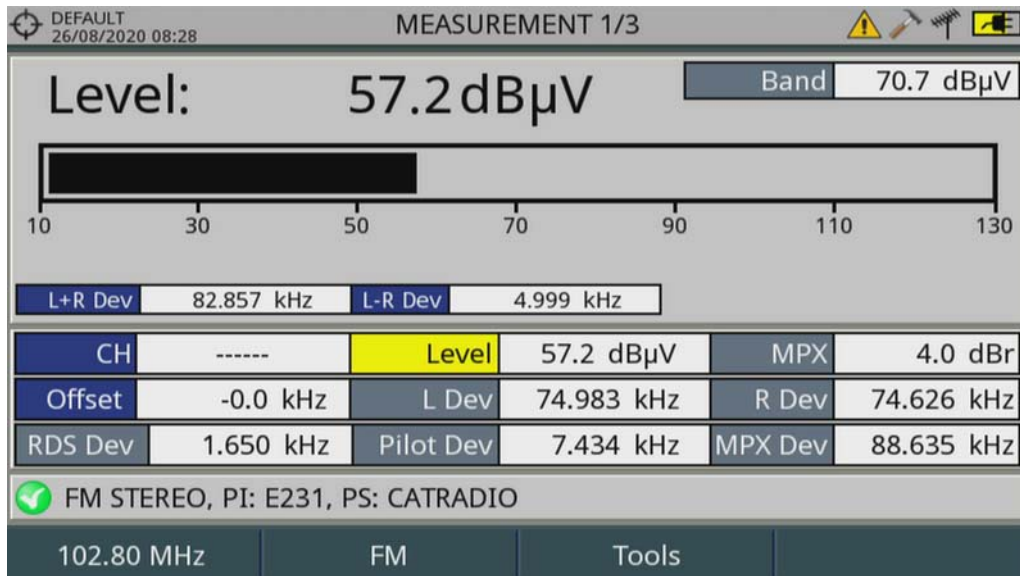 DEFAULT
26/08/2020 08:28
MEASUREMENT 1/3
Level: 57.2 dBµV
Band 70.7 dBµV
10 30 50 70 90 110 130
L+R Dev 82.857 kHz L-R Dev 4.999 kHz
CH ------ Level 57.2 dBµV MPX 4.0 dBr
Offset -0.0 kHz L Dev 74.983 kHz R Dev 74.626 kHz
RDS Dev 1.650 kHz Pilot Dev 7.434 kHz MPX Dev 88.635 kHz
FM STEREO, PI: E231, PS: CATRADIO
102.80 MHz FM Tools